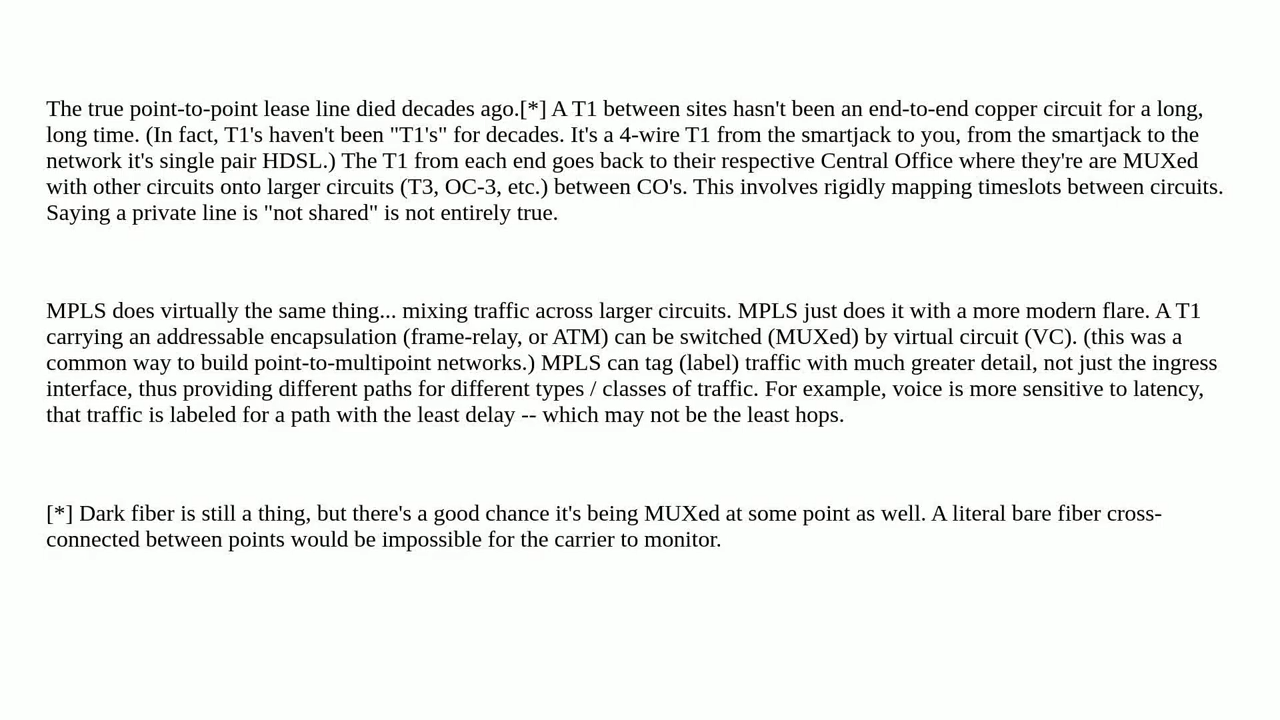 The true point-to-point lease line died decades ago.[*] A T1 between sites hasn't been an end-to-end copper circuit for a long,
long time. (In fact, T1's haven't been "T1's" for decades. It's a 4-wire T1 from the smartjack to you, from the smartjack to the
network it's single pair HDSL.) The T1 from each end goes back to their respective Central Office where they're are MUXed
with other circuits onto larger circuits (T3, OC-3, etc.) between CO's. This involves rigidly mapping timeslots between circuits.
Saying a private line is "not shared" is not entirely true.
MPLS does virtually the same thing... mixing traffic across larger circuits. MPLS just does it with a more modern flare. A T1
carrying an addressable encapsulation (frame-relay, or ATM) can be switched (MUXed) by virtual circuit (VC). (this was a
common way to build point-to-multipoint networks.) MPLS can tag (label) traffic with much greater detail, not just the ingress
interface, thus providing different paths for different types / classes of traffic. For example, voice is more sensitive to latency,
that traffic is labeled for a path with the least delay -- which may not be the least hops.
[*] Dark fiber is still a thing, but there's a good chance it's being MUXed at some point as well. A literal bare fiber cross-
connected between points would be impossible for the carrier to monitor.